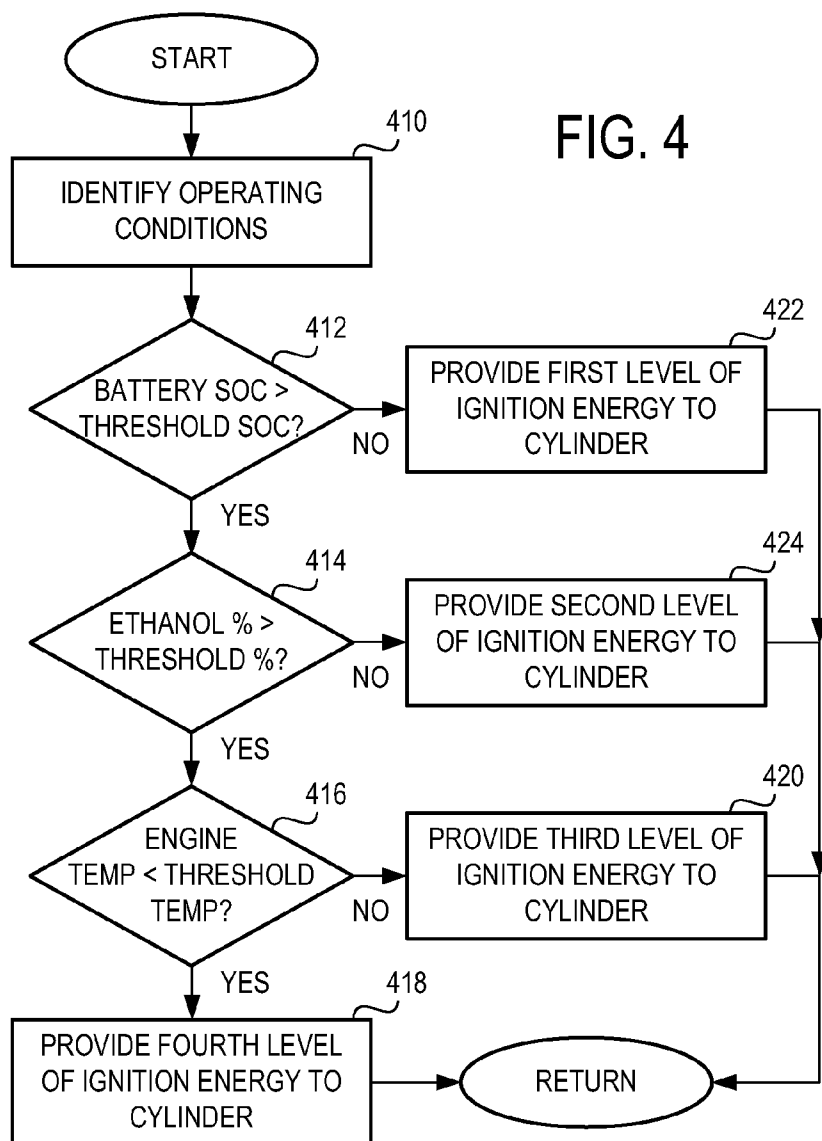 START
FIG. 4
410
IDENTIFY OPERATING
CONDITIONS
412
BATTERY SOC >
THRESHOLD SOC?
NO
YES
422
PROVIDE FIRST LEVEL OF
IGNITION ENERGY TO
CYLINDER
414
ETHANOL % >
THRESHOLD %?
NO
YES
424
PROVIDE SECOND LEVEL
OF IGNITION ENERGY TO
CYLINDER
416
ENGINE
TEMP < THRESHOLD
TEMP?
NO
YES
420
PROVIDE THIRD LEVEL OF
IGNITION ENERGY TO
CYLINDER
418
PROVIDE FOURTH LEVEL
OF IGNITION ENERGY TO
CYLINDER
RETURN